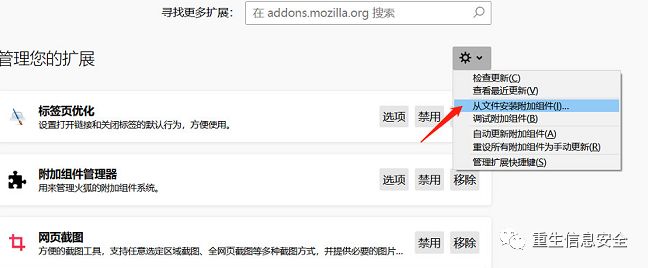 寻找更多扩展: 在 addons.mozilla.org 搜索
管理您的扩展
检查更新(C)
查看最近更新(V)
从文件安装附加组件(I)...
调试附加组件(B)
自动更新附加组件(A)
重设所有附加组件为手动更新(R)
管理扩展快捷键(S)
标签页优化
设置打开链接和关闭标签的默认行为，方便使用。
选项 禁用 移除
附加组件管理器
用来管理火狐的附加组件系统。
选项 禁用 移除
网页截图
方便的截图工具，支持任意选定区域截图、全网页截图等多种截图方式，并提供必要的图片...
禁用 移除
重生信息安全